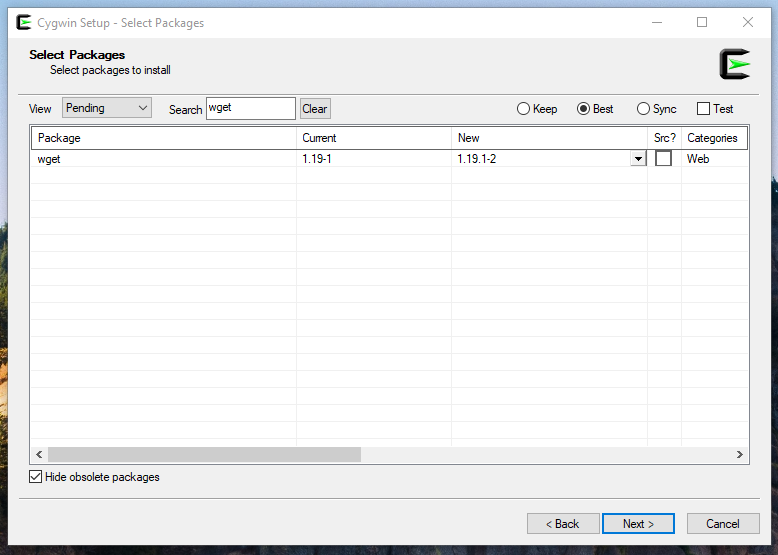 Cygwin Setup - Select Packages
Select Packages
Select packages to install
View Pending Search wget Clear Keep Best Sync Test
Package Current New Src? Categories
wget 1.19-1 1.19.1-2 Web
Hide obsolete packages
< Back Next > Cancel